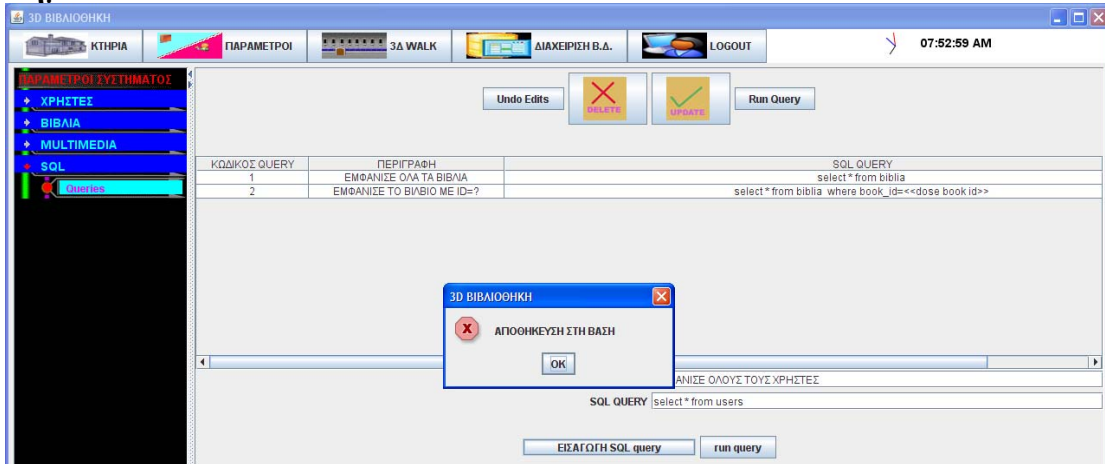 3D ΒΙΒΛΙΟΘΗΚΗ
ΚΤΗΡΙΑ ΠΑΡΑΜΕΤΡΟΙ 3Δ WALK ΔΙΑΧΕΙΡΙΣΗ Β.Δ. LOGOUT 07:52:59 AM
ΠΑΡΑΜΕΤΡΟΙ ΣΥΣΤΗΜΑΤΟΣ
ΧΡΗΣΤΕΣ
ΒΙΒΛΙΑ
MULTIMEDIA
SQL
Queries
Undo Edits DELETE UPDATE Run Query
ΚΩΔΙΚΟΣ QUERY ΠΕΡΙΓΡΑΦΗ SQL QUERY
1 ΕΜΦΑΝΙΣΕ ΟΛΑ ΤΑ ΒΙΒΛΙΑ select * from biblia
2 ΕΜΦΑΝΙΣΕ ΤΟ ΒΙΛΒΙΟ ΜΕ ID=? select * from biblia where book_id=<<dose book id>>
3D ΒΙΒΛΙΟΘΗΚΗ
ΑΠΟΘΗΚΕΥΣΗ ΣΤΗ ΒΑΣΗ
OK
ΑΝΙΣΕ ΟΛΟΥΣ ΤΟΥΣ ΧΡΗΣΤΕΣ
SQL QUERY select * from users
ΕΙΣΑΓΩΓΗ SQL query run query